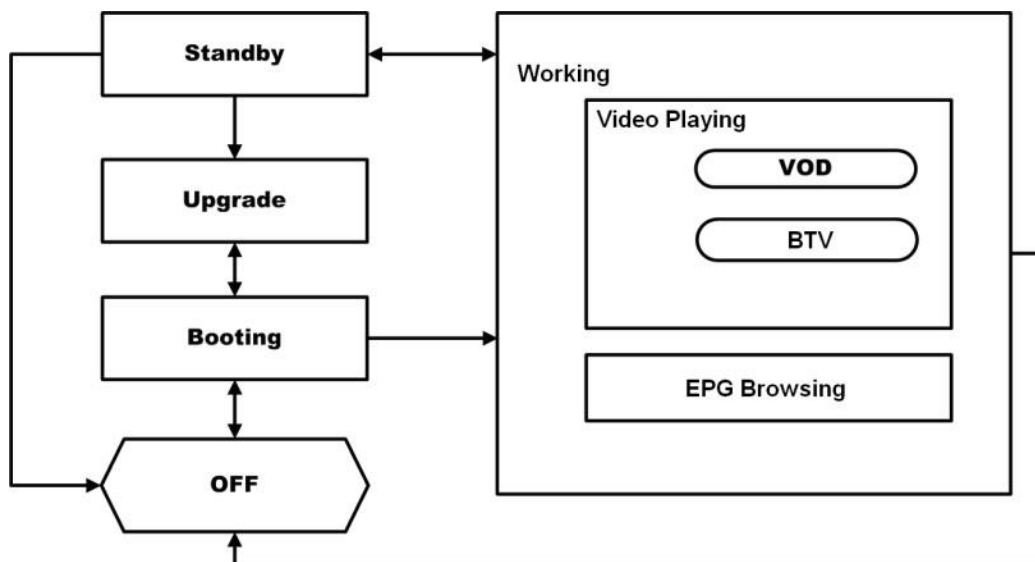 Standby
Working
Video Playing
VOD
Upgrade
BTV
Booting
EPG Browsing
OFF